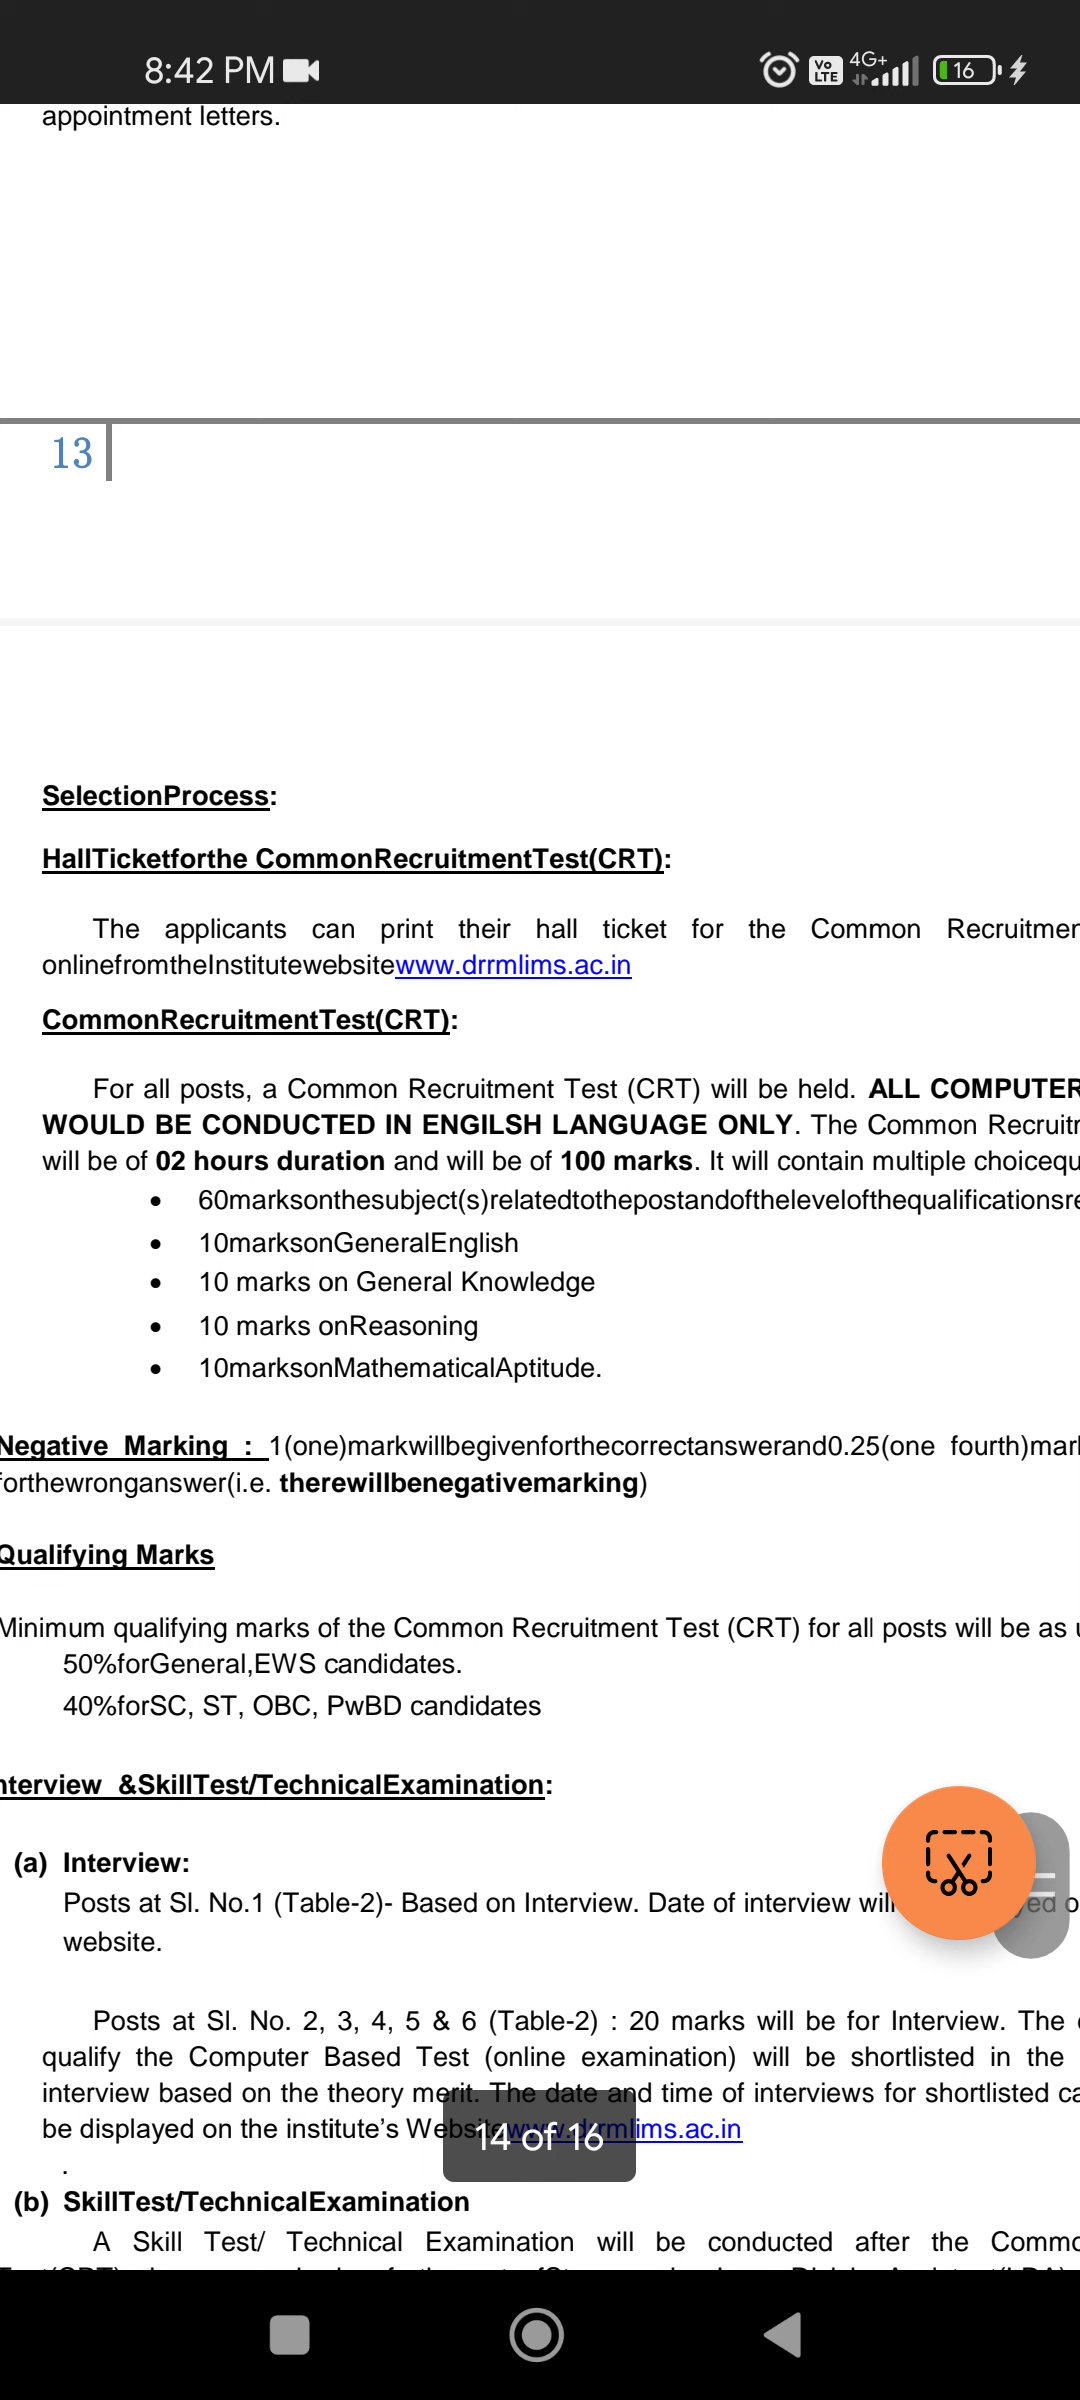 8:42 PM
Vo LTE 4G+ 16
appointment letters.
13
SelectionProcess:
HallTicketforthe CommonRecruitmentTest(CRT):
The applicants can print their hall ticket for the Common Recruitmen
onlinefromtheInstitutewebsitewww.drrmlims.ac.in
CommonRecruitmentTest(CRT):
For all posts, a Common Recruitment Test (CRT) will be held. ALL COMPUTER
WOULD BE CONDUCTED IN ENGILSH LANGUAGE ONLY. The Common Recruitr
will be of 02 hours duration and will be of 100 marks. It will contain multiple choicequ
• 60marksonthesubject(s)relatedtothepostandofthelevelofthequalificationsre
• 10marksonGeneralEnglish
• 10 marks on General Knowledge
• 10 marks onReasoning
• 10marksonMathematicalAptitude.
Negative Marking : 1(one)markwillbegivenforthecorrectanswerand0.25(one fourth)mark
forthewronganswer(i.e. therewillbenegativemarking)
Qualifying Marks
Minimum qualifying marks of the Common Recruitment Test (CRT) for all posts will be as u
50%forGeneral,EWS candidates.
40%forSC, ST, OBC, PwBD candidates
nterview &SkillTest/TechnicalExamination:
(a) Interview:
Posts at Sl. No.1 (Table-2)- Based on Interview. Date of interview will yed o
website.
Posts at Sl. No. 2, 3, 4, 5 & 6 (Table-2) : 20 marks will be for Interview. The
qualify the Computer Based Test (online examination) will be shortlisted in the
interview based on the theory merit. The date and time of interviews for shortlisted ca
be displayed on the institute's Websitewww.drrmlims.ac.in
14 of 16
.
(b) SkillTest/TechnicalExamination
A Skill Test/ Technical Examination will be conducted after the Commo